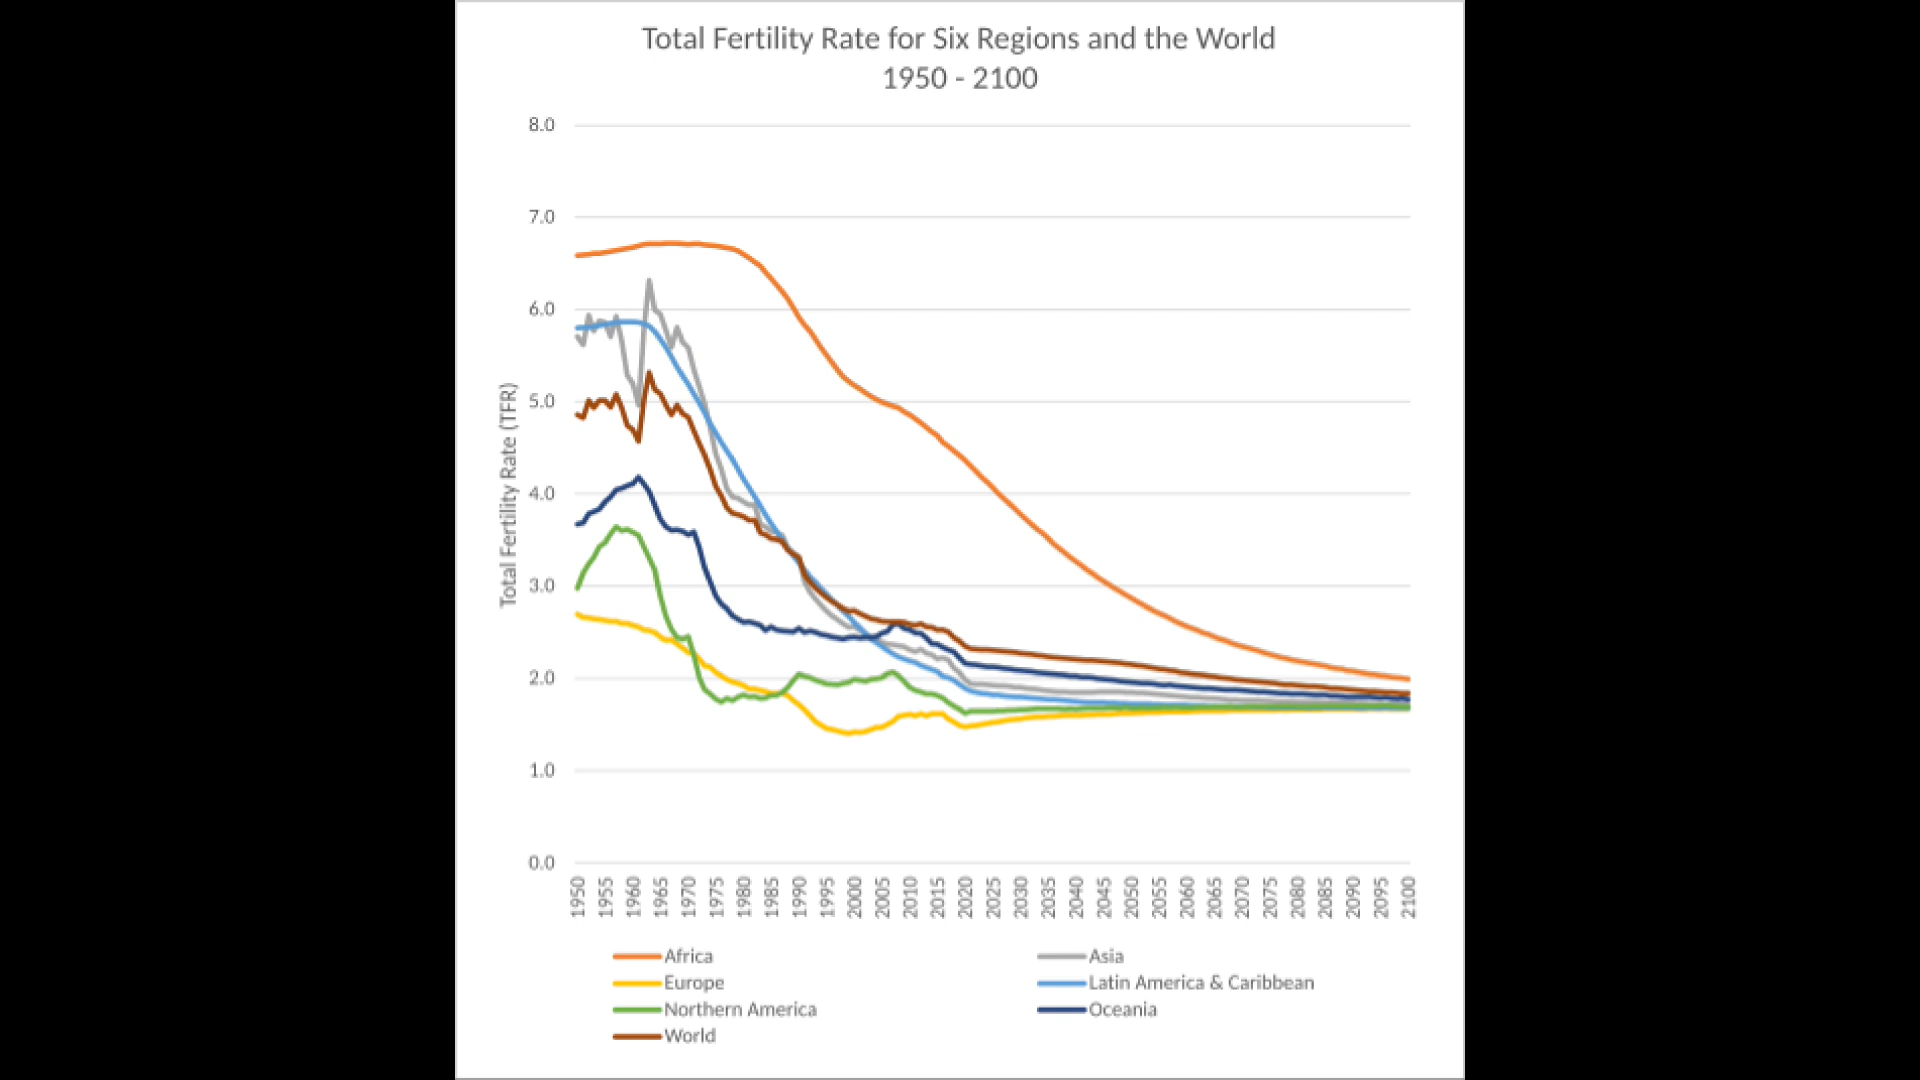 Total Fertility Rate for Six Regions and the World
1950 - 2100
8.0
7.0
6.0
5.0
4.0
3.0
2.0
1.0
0.0
Total Fertility Rate (TFR)
1950 1955 1960 1965 1970 1975 1980 1985 1990 1995 2000 2005 2010 2015 2020 2025 2030 2035 2040 2045 2050 2055 2060 2065 2070 2075 2080 2085 2090 2095 2100
Africa Asia
Europe Latin America & Caribbean
Northern America Oceania
World